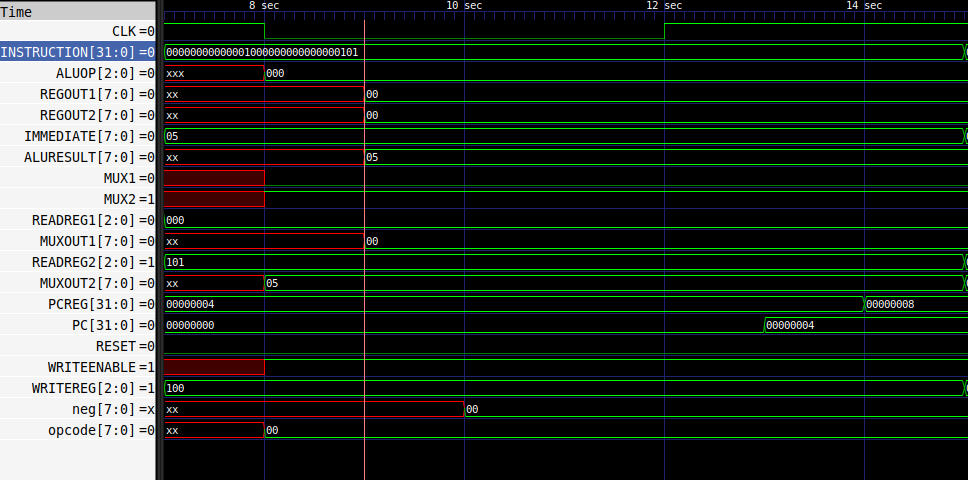 Time 8 sec 10 sec 12 sec 14 sec
CLK =0
INSTRUCTION[31:0] =0 00000000000001000000000000000101
ALUOP[2:0] =0 xxx 000
REGOUT1[7:0] =0 xx 00
REGOUT2[7:0] =0 xx 00
IMMEDIATE[7:0] =0 05
ALURESULT[7:0] =0 xx 05
MUX1 =0
MUX2 =1
READREG1[2:0] =0 000
MUXOUT1[7:0] =0 xx 00
READREG2[2:0] =1 101
MUXOUT2[7:0] =0 xx 05
PCREG[31:0] =0 00000004 00000008
PC[31:0] =0 00000000 00000004
RESET =0
WRITEENABLE =1
WRITEREG[2:0] =1 100
neg[7:0] =x xx 00
opcode[7:0] =0 xx 00